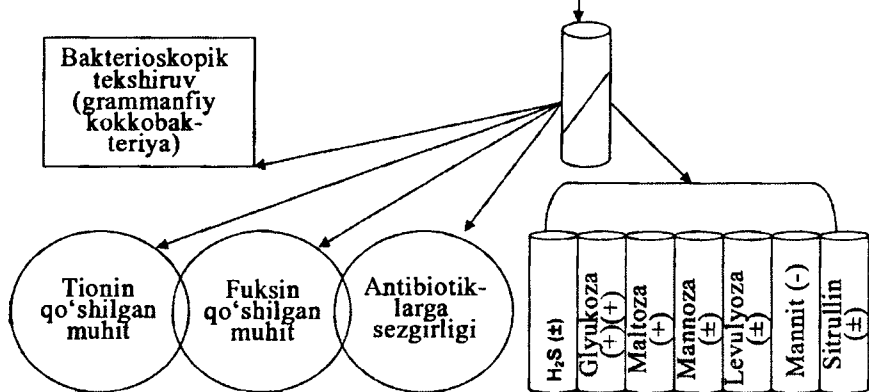 Bakterioskopik
tekshiruv
(grammanfiy
kokkobak-
teriya)
Tionin
qo‘shilgan
muhit
Fuksin
qo‘shilgan
muhit
Antibiotik-
larga
sezgirligi
H₂S (±)
Glyukoza
(+)(+)
Maltoza
(+)
Mannoza
(±)
Levulyoza
(±)
Mannit (-)
Sitrullin
(±)